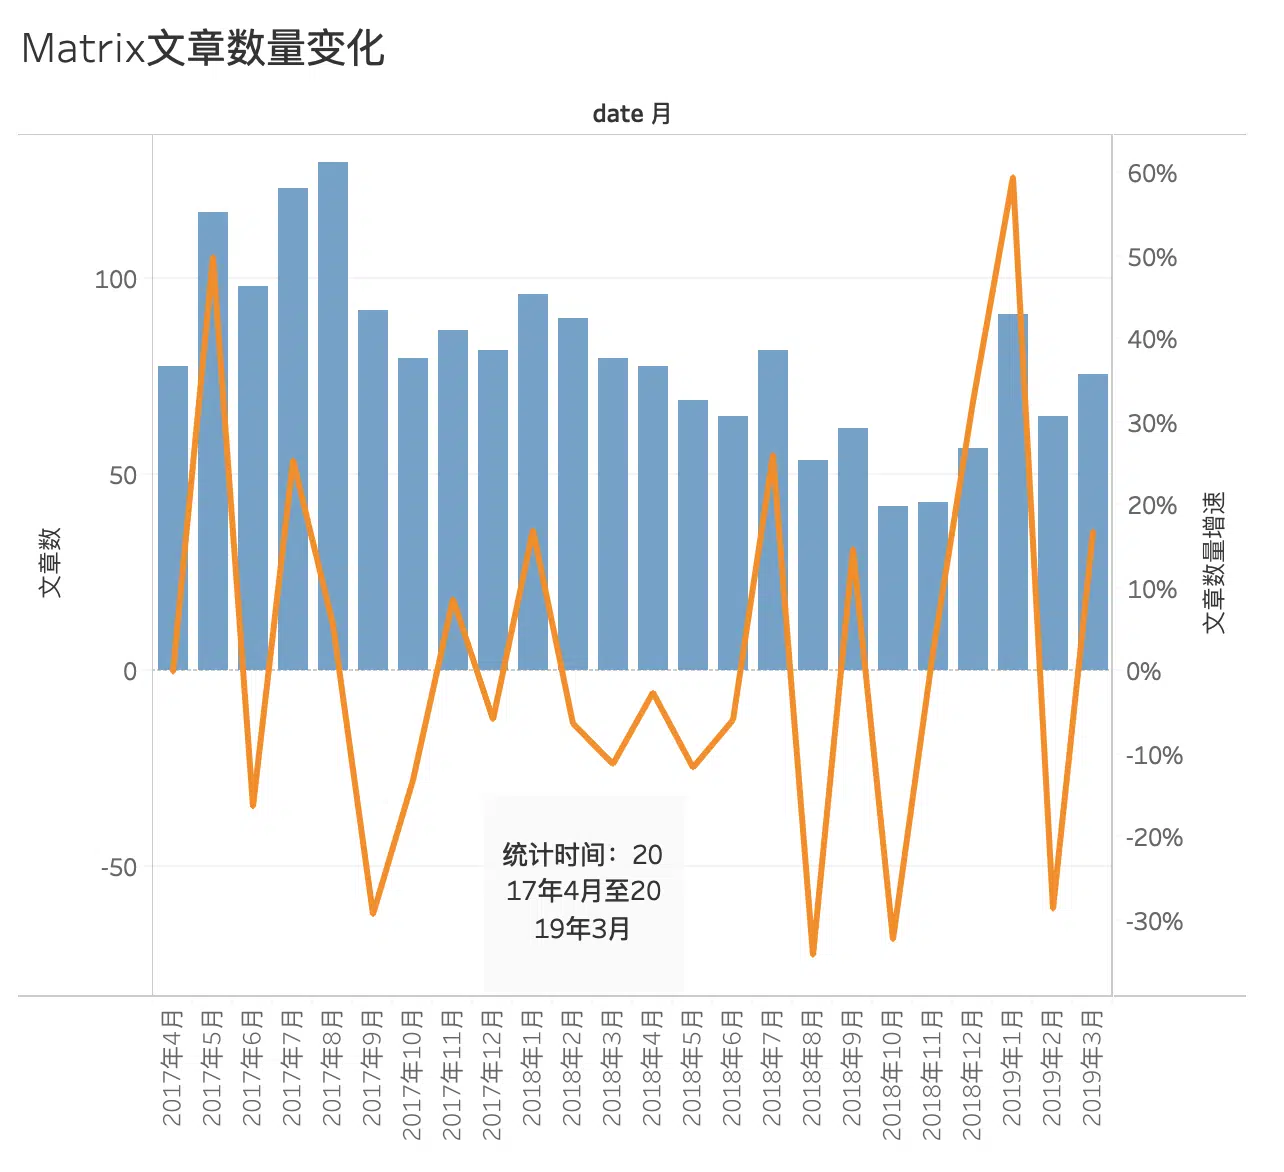 Matrix文章数量变化
date 月
文章数
100
50
0
-50
60%
50%
40%
30%
20%
10%
0%
-10%
-20%
-30%
文章数量增速
统计时间：20
17年4月至20
19年3月
2017年4月
2017年5月
2017年6月
2017年7月
2017年8月
2017年9月
2017年10月
2017年11月
2017年12月
2018年1月
2018年2月
2018年3月
2018年4月
2018年5月
2018年6月
2018年7月
2018年8月
2018年9月
2018年10月
2018年11月
2018年12月
2019年1月
2019年2月
2019年3月